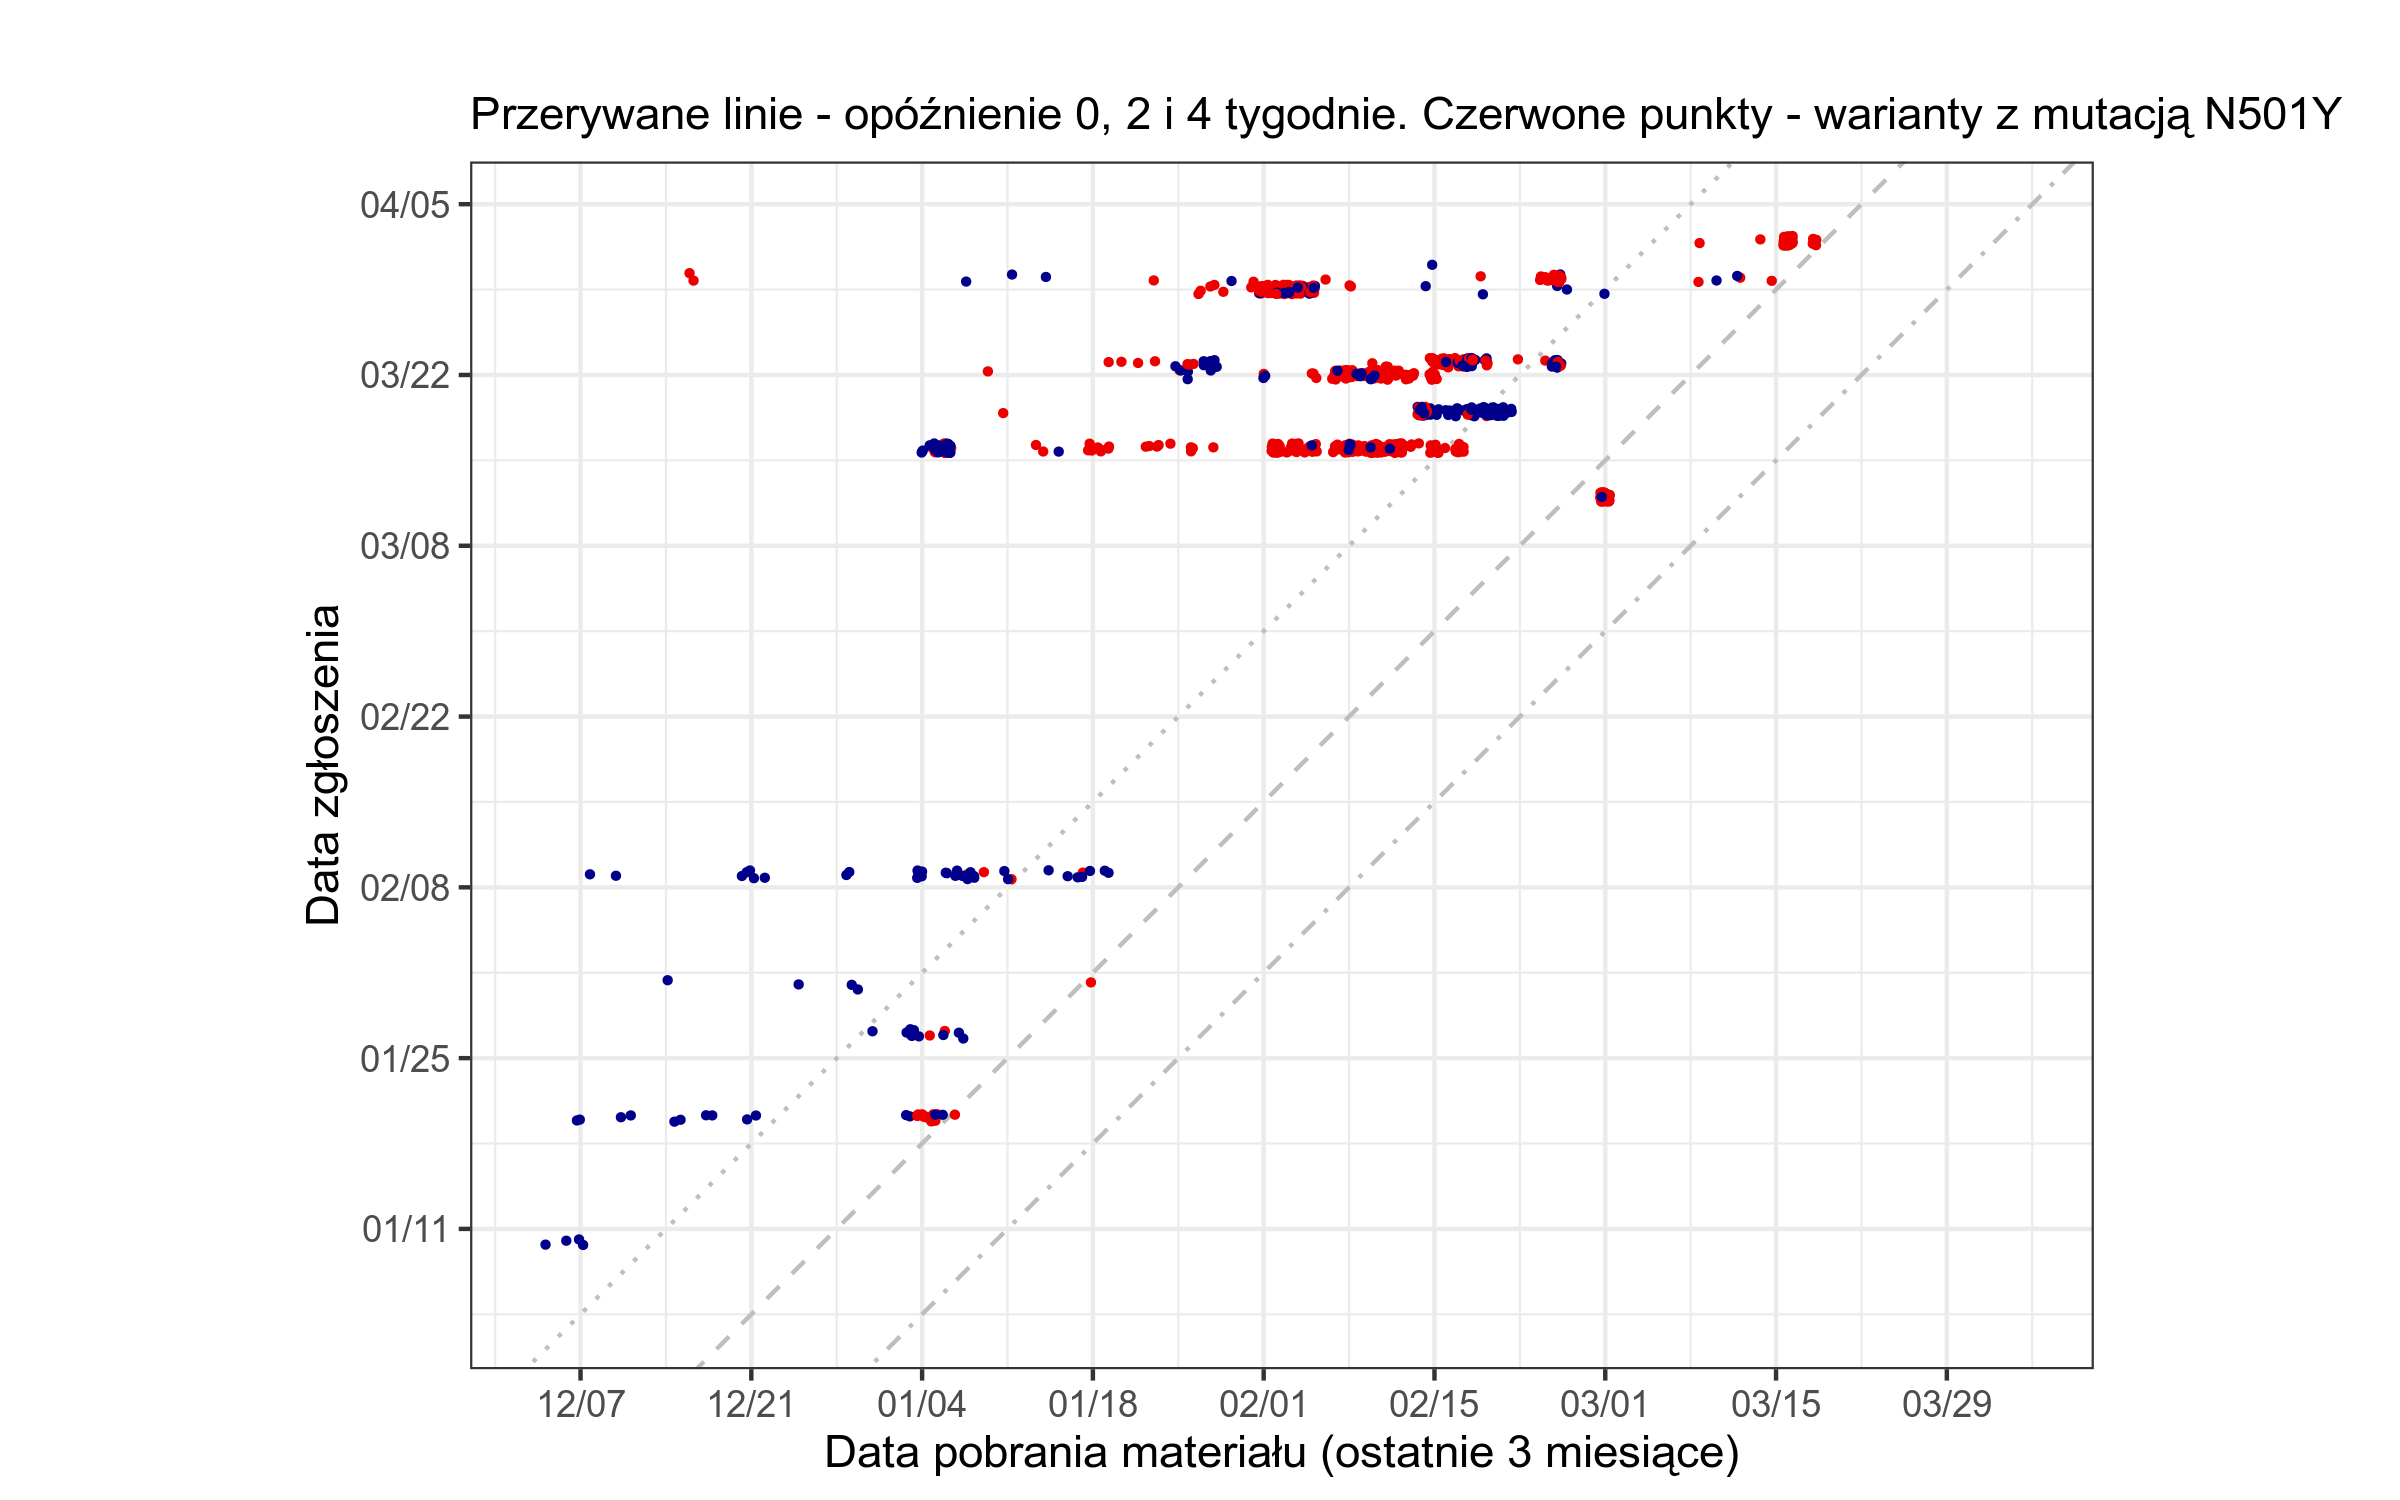 Przerywane linie - opóźnienie 0, 2 i 4 tygodnie. Czerwone punkty - warianty z mutacją N501Y
04/05
03/22
03/08
02/22
02/08
01/25
01/11
Data zgłoszenia
12/07 12/21 01/04 01/18 02/01 02/15 03/01 03/15 03/29
Data pobrania materiału (ostatnie 3 miesiące)